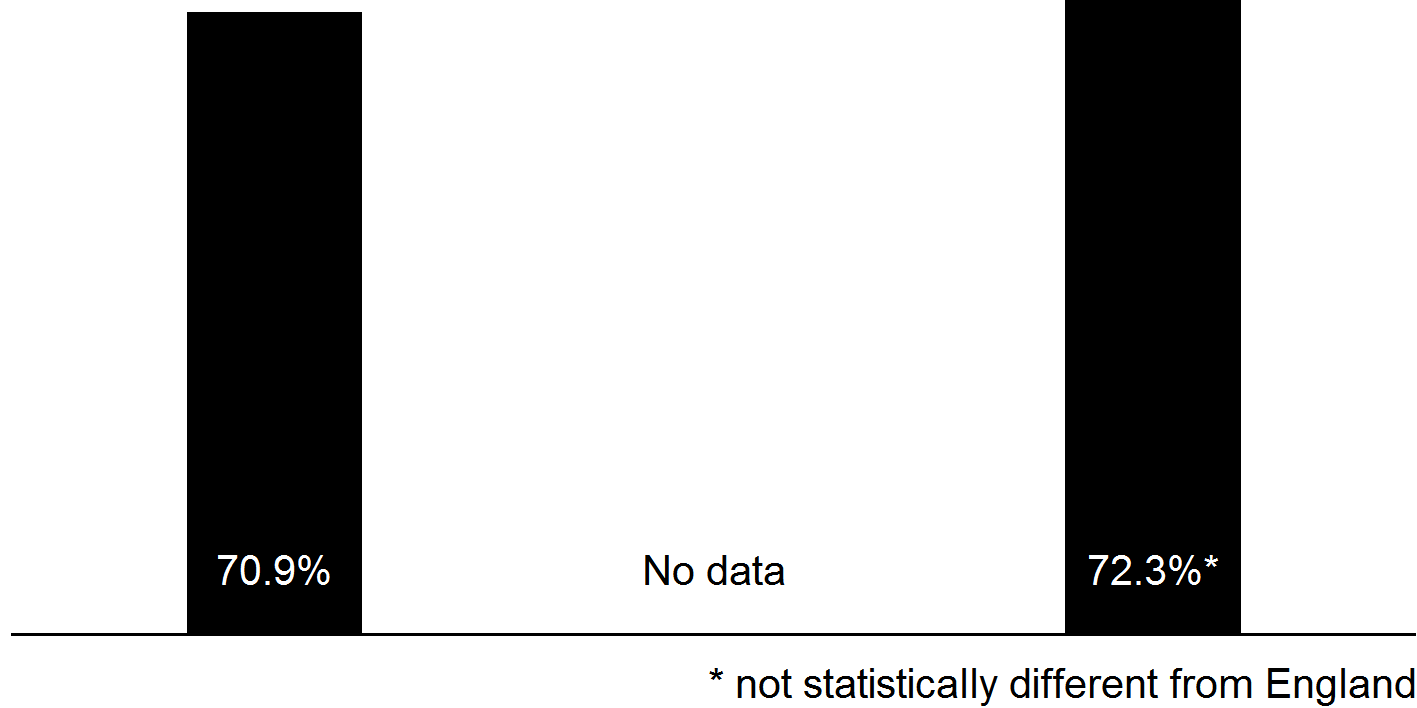 70.9% No data 72.3%*
* not statistically different from England